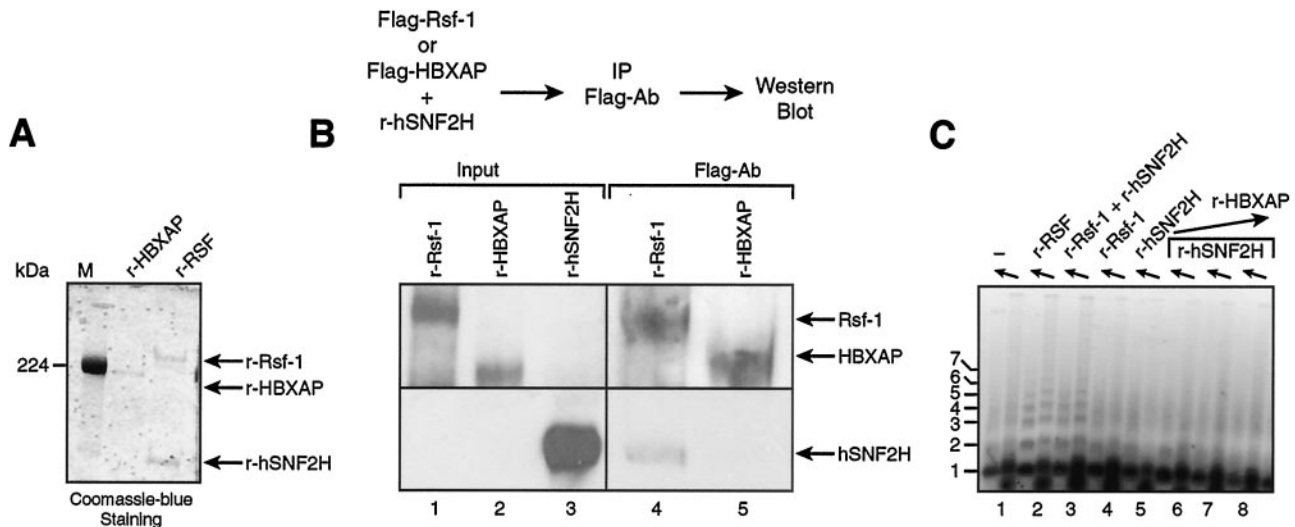 Flag-Rsf-1
or
Flag-HBXAP
+
r-hSNF2H
IP
Flag-Ab
Western
Blot
A
kDa
M
r-HBXAP
r-RSF
224
r-Rsf-1
r-HBXAP
r-hSNF2H
Coomassie-blue
Staining
B
Input
Flag-Ab
r-Rsf-1
r-HBXAP
r-hSNF2H
r-Rsf-1
r-HBXAP
Rsf-1
HBXAP
hSNF2H
1 2 3 4 5
C
–
r-RSF
r-Rsf-1 + r-hSNF2H
r-Rsf-1
r-hSNF2H
r-HBXAP
r-hSNF2H
7
6
5
4
3
2
1
1 2 3 4 5 6 7 8